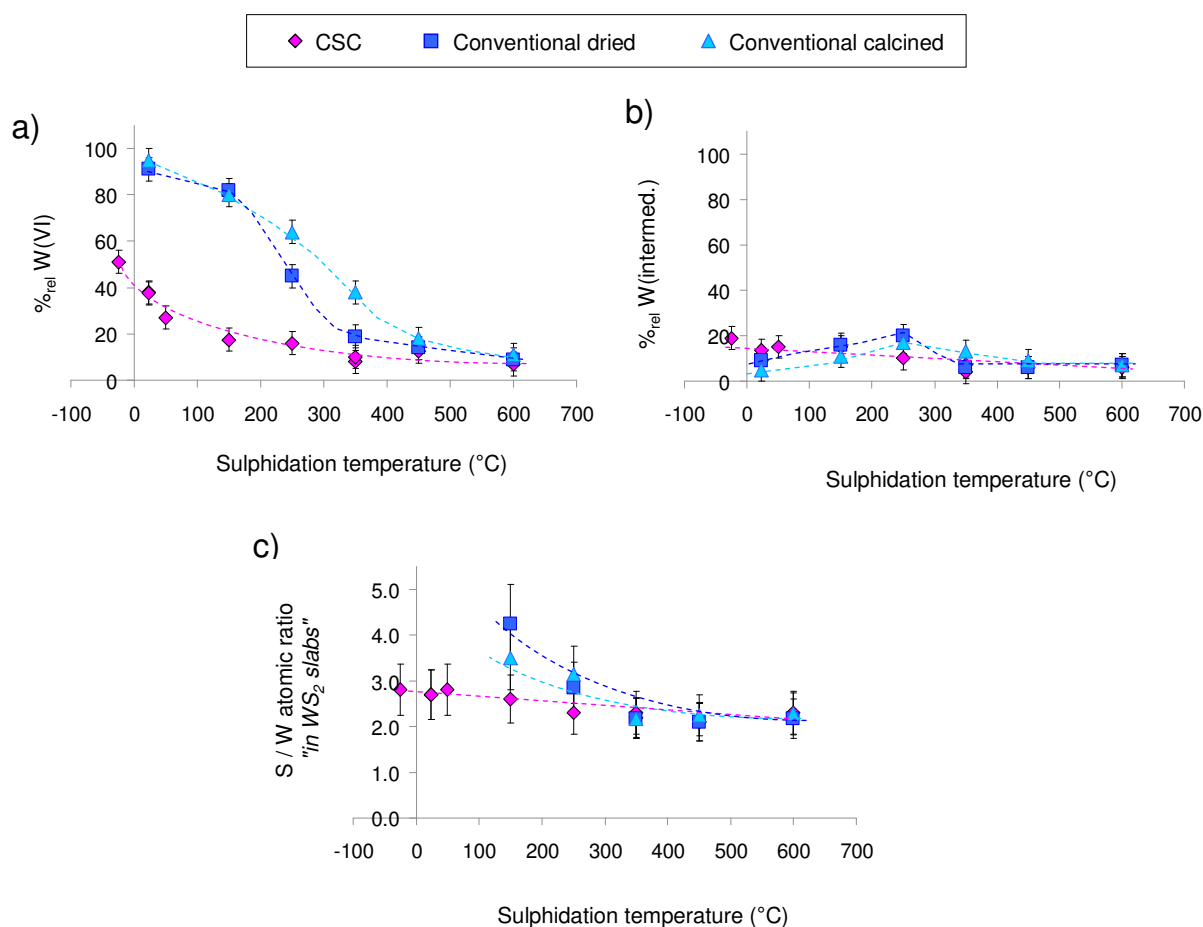 CSC Conventional dried Conventional calcined
a)
%rel W(VI)
100
80
60
40
20
0
-100 0 100 200 300 400 500 600 700
Sulphidation temperature (°C)
b)
%rel W(intermed.)
100
80
60
40
20
0
-100 0 100 200 300 400 500 600 700
Sulphidation temperature (°C)
c)
S / W atomic ratio
"in WS2 slabs"
5.0
4.0
3.0
2.0
1.0
0.0
-100 0 100 200 300 400 500 600 700
Sulphidation temperature (°C)